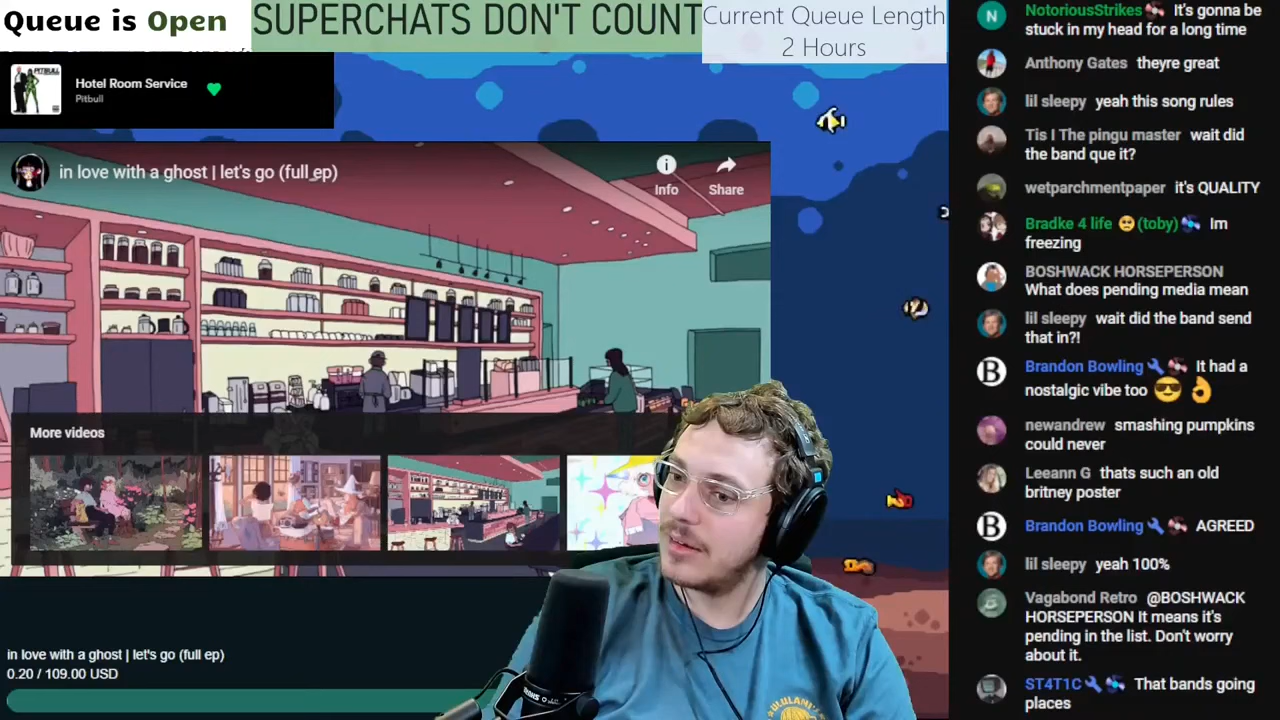 Queue is Open
SUPERCHATS DON'T COUNT
Current Queue Length
2 Hours
Hotel Room Service
Pitbull
in love with a ghost | let's go (full ep)
Info
Share
More videos
in love with a ghost | let's go (full ep)
0.20 / 109.00 USD
NotoriousStrikes It's gonna be
stuck in my head for a long time
Anthony Gates theyre great
lil sleepy yeah this song rules
Tis I The pingu master wait did
the band que it?
wetparchmentpaper it's QUALITY
Bradke 4 life 🥺(toby) Im
freezing
BOSHWACK HORSEPERSON
What does pending media mean
lil sleepy wait did the band send
that in?!
B Brandon Bowling It had a
nostalgic vibe too 😎 👌
newandrew smashing pumpkins
could never
Leeann G thats such an old
britney poster
B Brandon Bowling AGREED
lil sleepy yeah 100%
Vagabond Retro @BOSHWACK
HORSEPERSON It means it's
pending in the list. Don't worry
about it.
ST4T1C That bands going
places